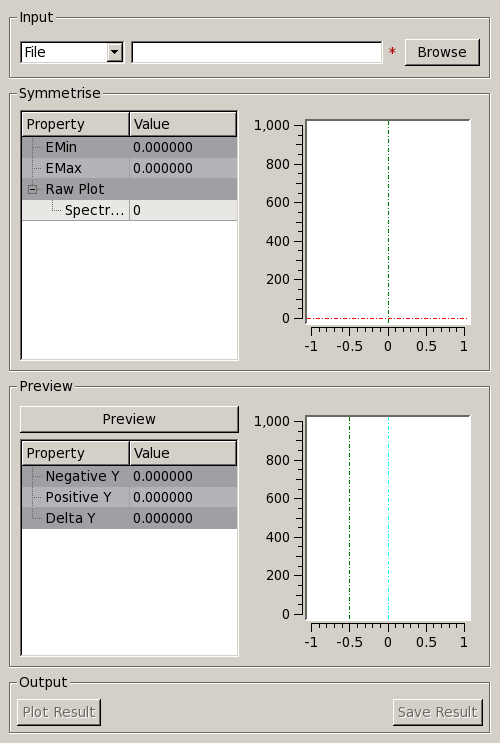 Input
File * Browse
Symmetrise
Property Value
EMin 0.000000
EMax 0.000000
Raw Plot
Spectr... 0
1,000
800
600
400
200
0
-1 -0.5 0 0.5 1
Preview
Preview
Property Value
Negative Y 0.000000
Positive Y 0.000000
Delta Y 0.000000
1,000
800
600
400
200
0
-1 -0.5 0 0.5 1
Output
Plot Result Save Result